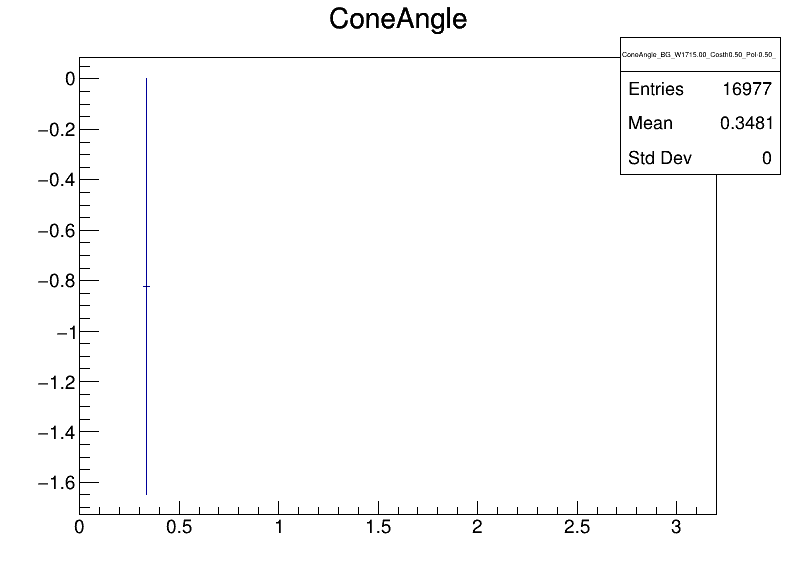 ConeAngle
ConeAngle_BG_W1715.00_Costh0.50_Pol-0.50_
Entries 16977
Mean 0.3481
Std Dev 0
0
−0.2
−0.4
−0.6
−0.8
−1
−1.2
−1.4
−1.6
0 0.5 1 1.5 2 2.5 3